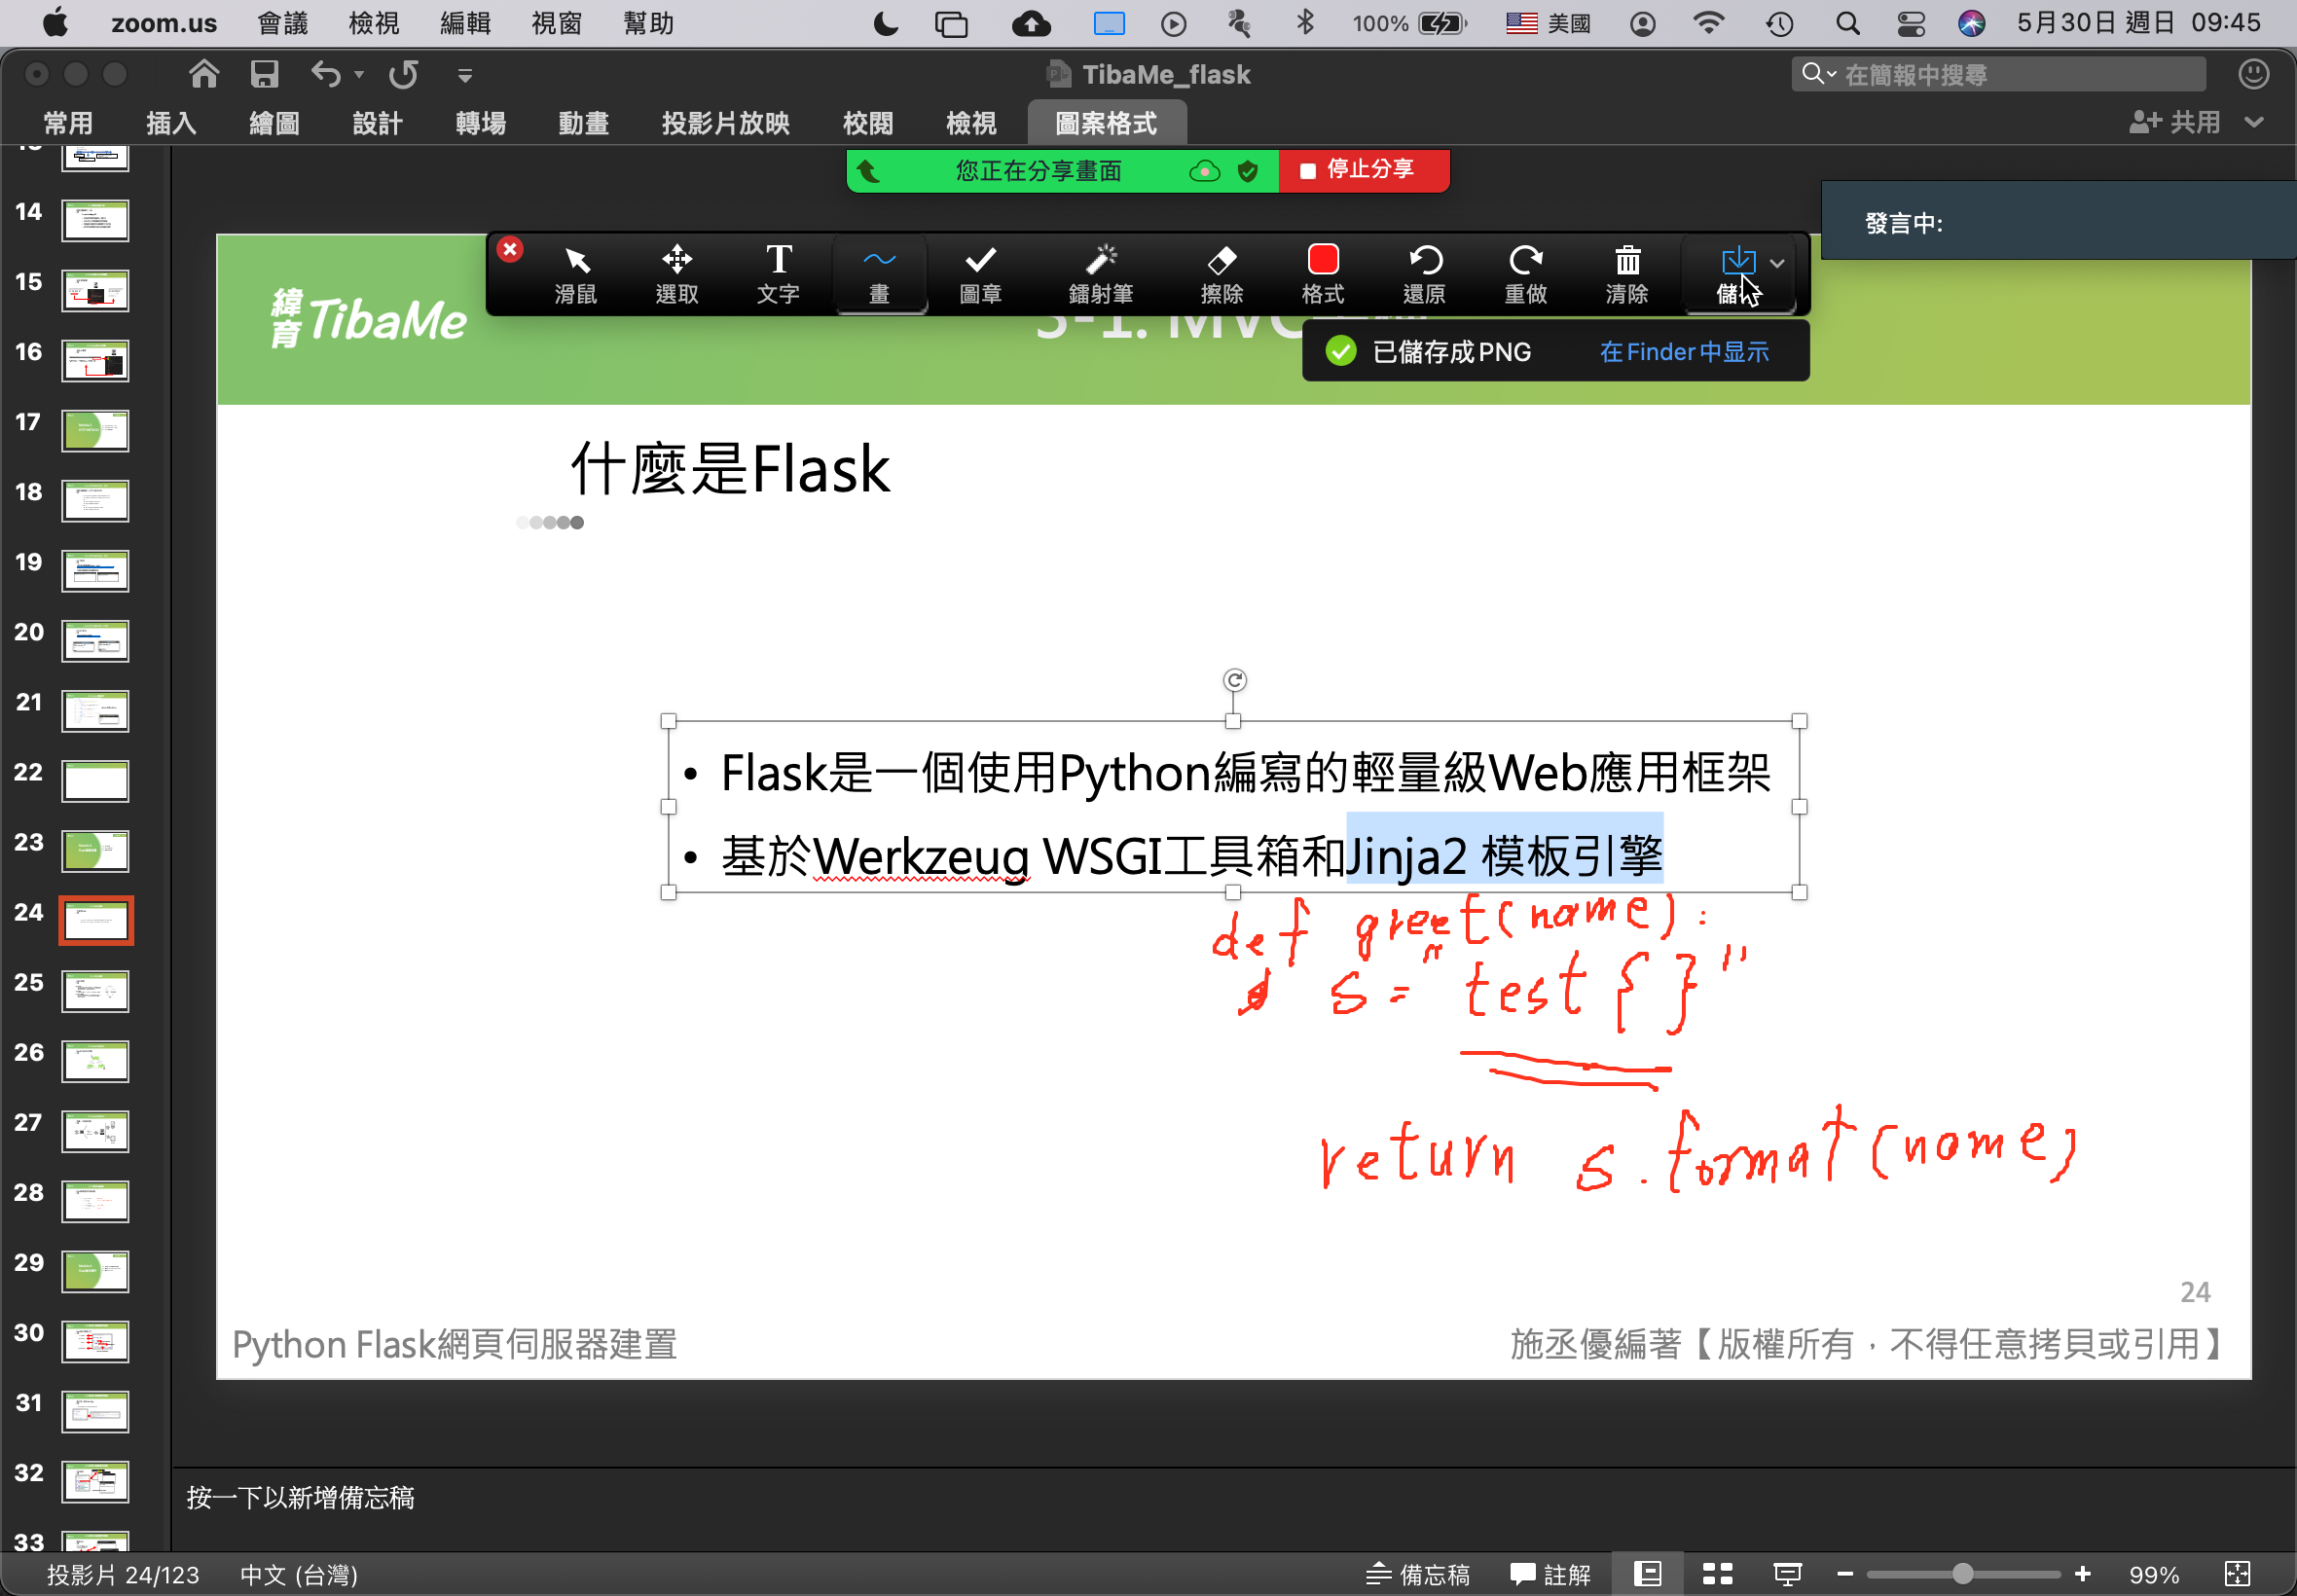 zoom.us 會議 檢視 編輯 視窗 幫助 100% 美國 5月30日 週日 09:45
TibaMe_flask
在簡報中搜尋
常用 插入 繪圖 設計 轉場 動畫 投影片放映 校閱 檢視 圖案格式 共用
您正在分享畫面 停止分享
發言中:
滑鼠 選取 文字 畫 圖章 鐳射筆 擦除 格式 還原 重做 清除
已儲存成PNG 在Finder中显示
緯育 TibaMe
3-1. MVC
什麼是Flask
• Flask是一個使用Python編寫的輕量級Web應用框架
• 基於Werkzeug WSGI工具箱和Jinja2 模板引擎
def greet(name):
s = "test{}"
return s.format(name)
24
Python Flask網頁伺服器建置
施丞優編著【版權所有，不得任意拷貝或引用】
14
15
16
17
18
19
20
21
22
23
24
25
26
27
28
29
30
31
32
33
按一下以新增備忘稿
投影片 24/123 中文 (台灣) 備忘稿 註解 99%